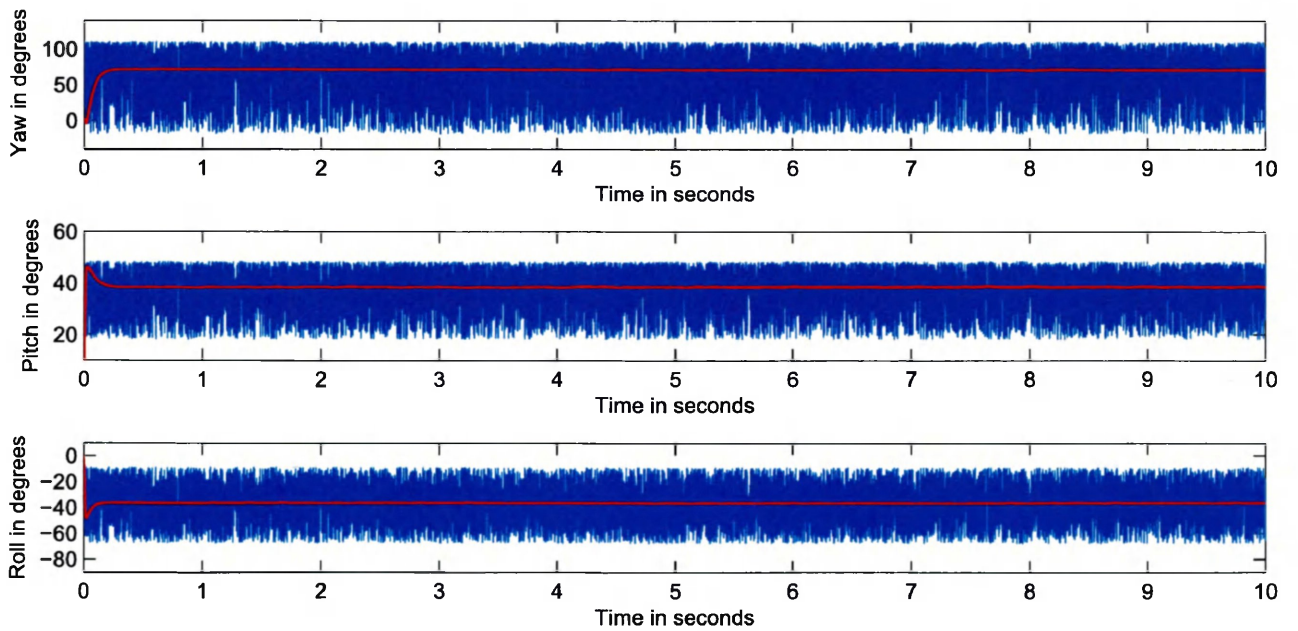 Yaw in degrees
100
50
0
0 1 2 3 4 5 6 7 8 9 10
Time in seconds
Pitch in degrees
60
40
20
0 1 2 3 4 5 6 7 8 9 10
Time in seconds
Roll in degrees
0
−20
−40
−60
−80
0 1 2 3 4 5 6 7 8 9 10
Time in seconds